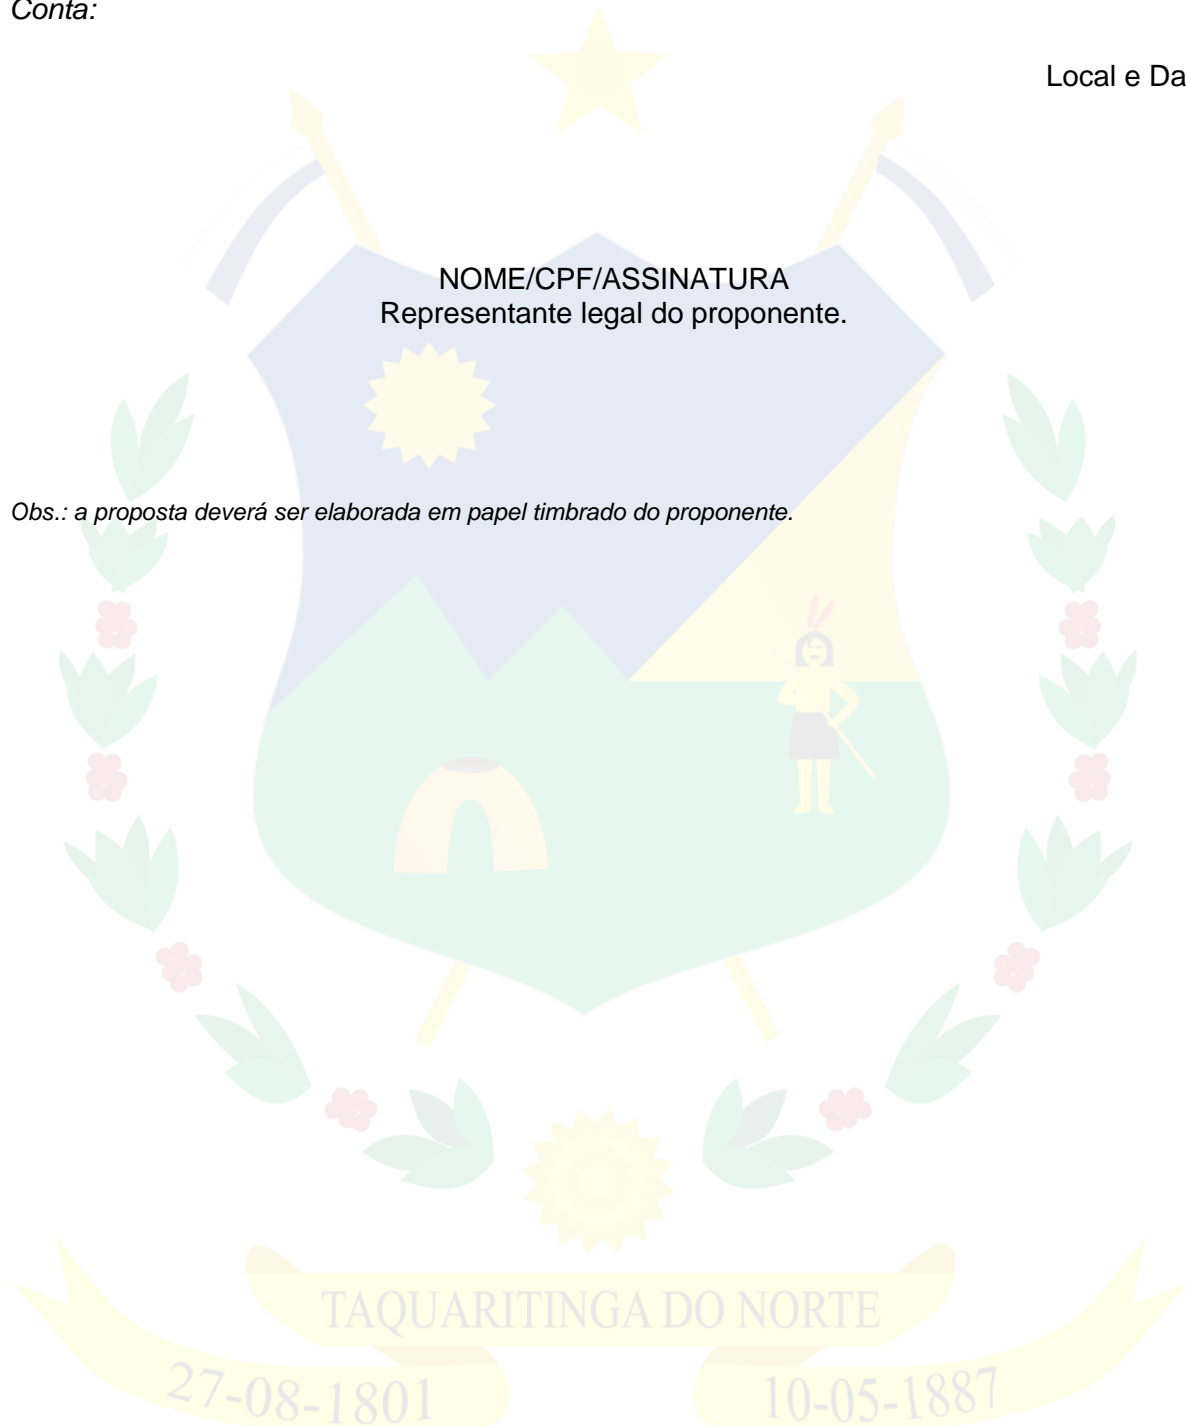 Conta:
Local e Da
NOME/CPF/ASSINATURA
Representante legal do proponente.
Obs.: a proposta deverá ser elaborada em papel timbrado do proponente.
TAQUARITINGA DO NORTE
27-08-1801
10-05-1887